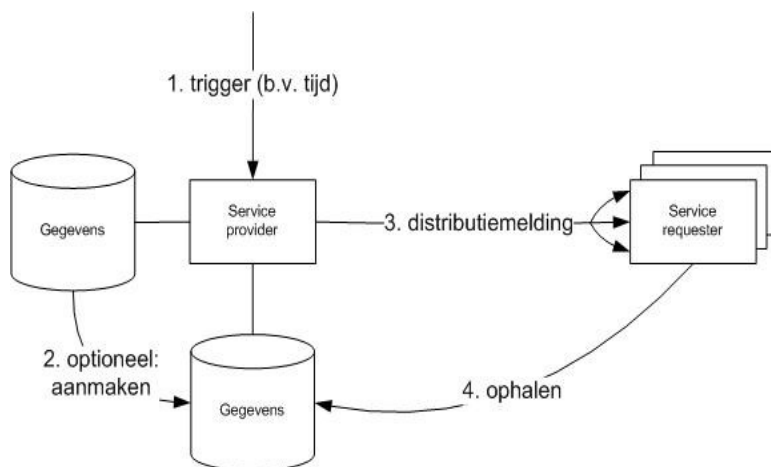 1. trigger (b.v. tijd)
Gegevens
Service
provider
3. distributiemelding
Service
requester
2. optioneel:
aanmaken
Gegevens
4. ophalen